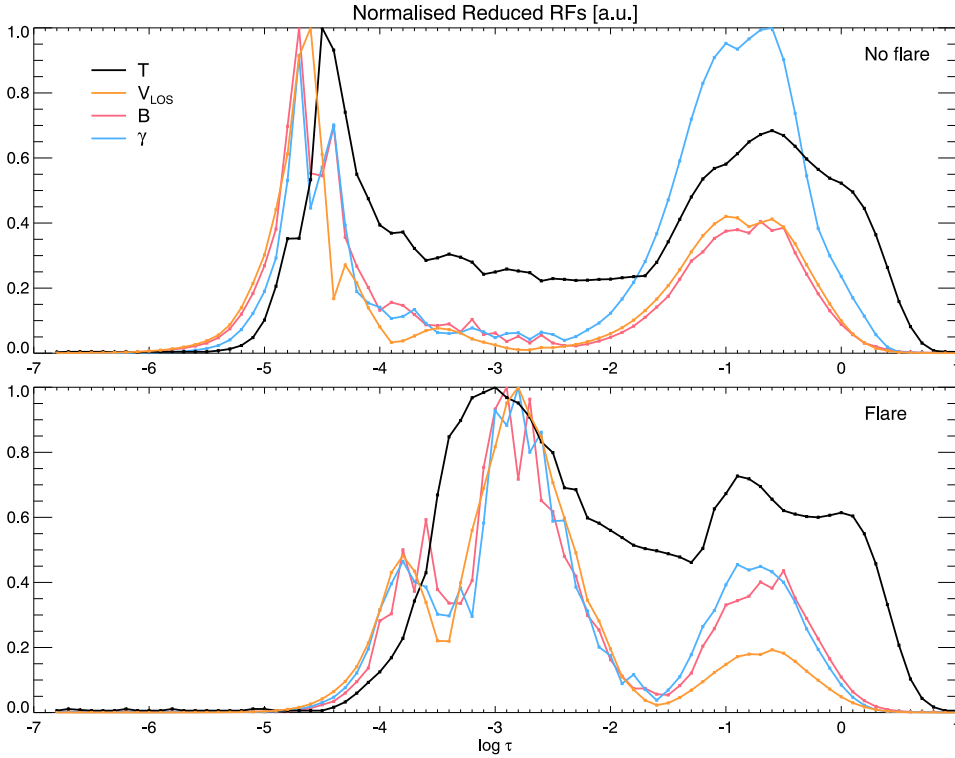 Normalised Reduced RFs [a.u.]
No flare
T
V_LOS
B
γ
1.0
0.8
0.6
0.4
0.2
0.0
-7 -6 -5 -4 -3 -2 -1 0 1
Flare
1.0
0.8
0.6
0.4
0.2
0.0
-7 -6 -5 -4 -3 -2 -1 0 1
log τ